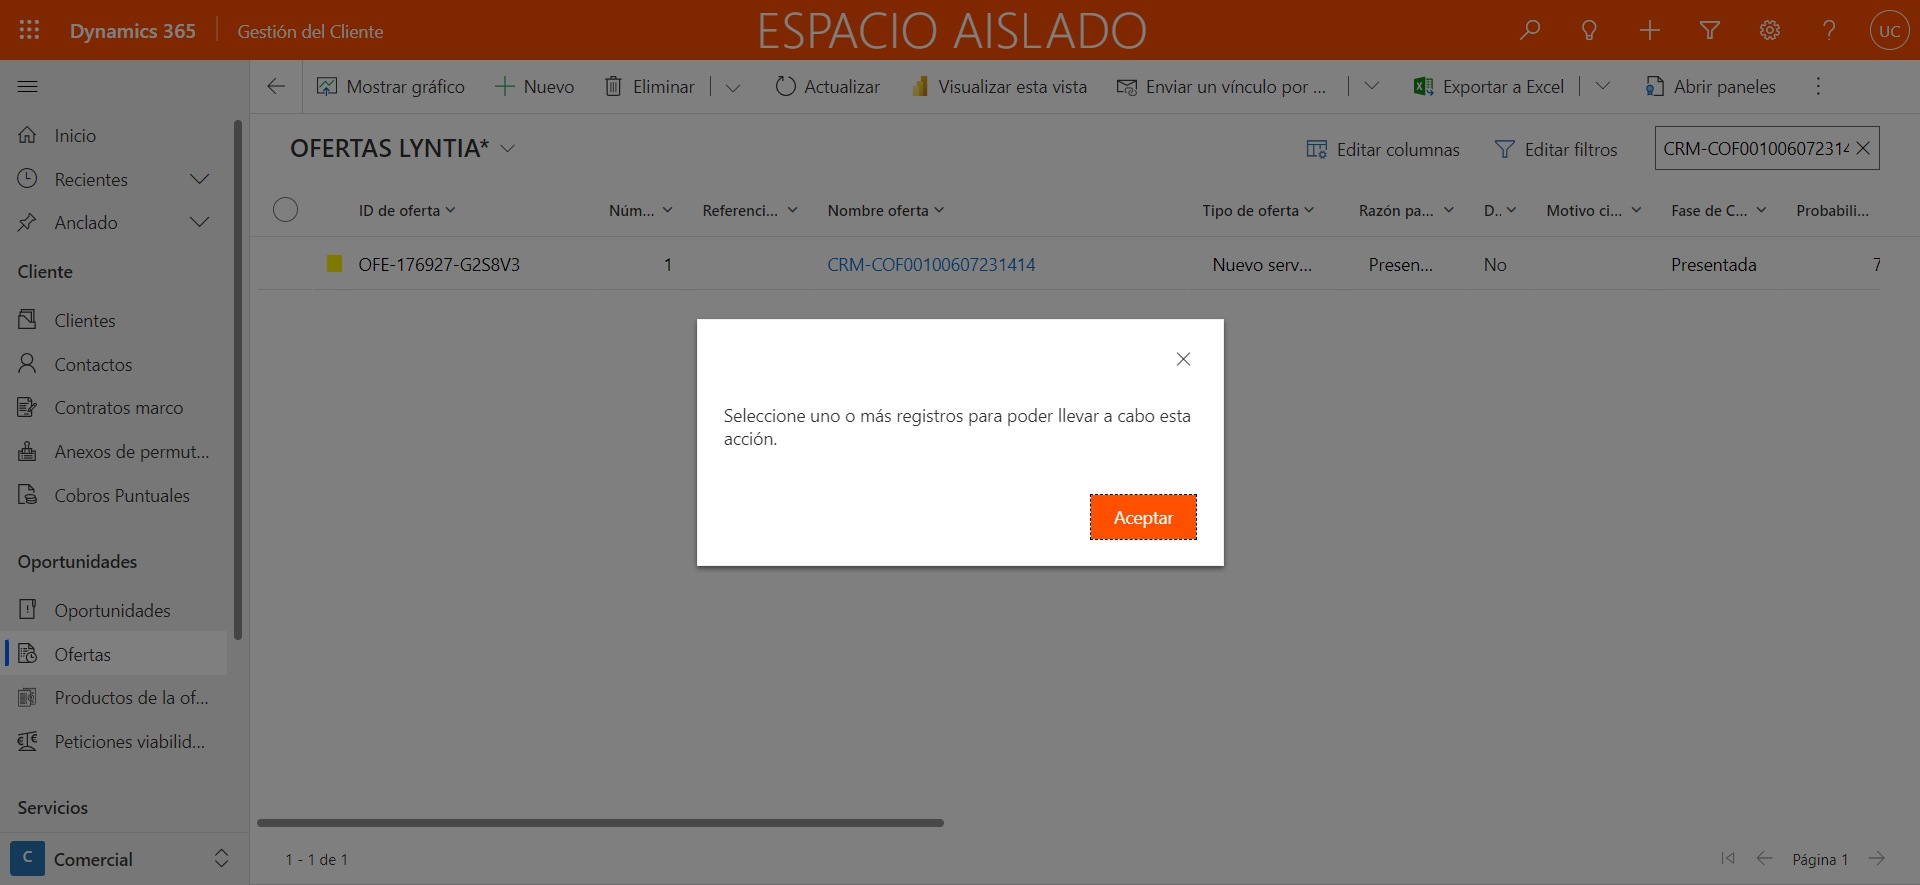 Dynamics 365
Gestión del Cliente
ESPACIO AISLADO
UC
Mostrar gráfico
Nuevo
Eliminar
Actualizar
Visualizar esta vista
Enviar un vínculo por ...
Exportar a Excel
Abrir paneles
Inicio
Recientes
Anclado
Cliente
Clientes
Contactos
Contratos marco
Anexos de permut...
Cobros Puntuales
Oportunidades
Oportunidades
Ofertas
Productos de la of...
Peticiones viabilid...
Servicios
C
Comercial
OFERTAS LYNTIA*
Editar columnas
Editar filtros
CRM-COF001006072314
ID de oferta
Núm...
Referenci...
Nombre oferta
Tipo de oferta
Razón pa...
D..
Motivo ci...
Fase de C...
Probabili...
OFE-176927-G2S8V3
1
CRM-COF00100607231414
Nuevo serv...
Presen...
No
Presentada
7
Seleccione uno o más registros para poder llevar a cabo esta
acción.
Aceptar
1 - 1 de 1
Página 1